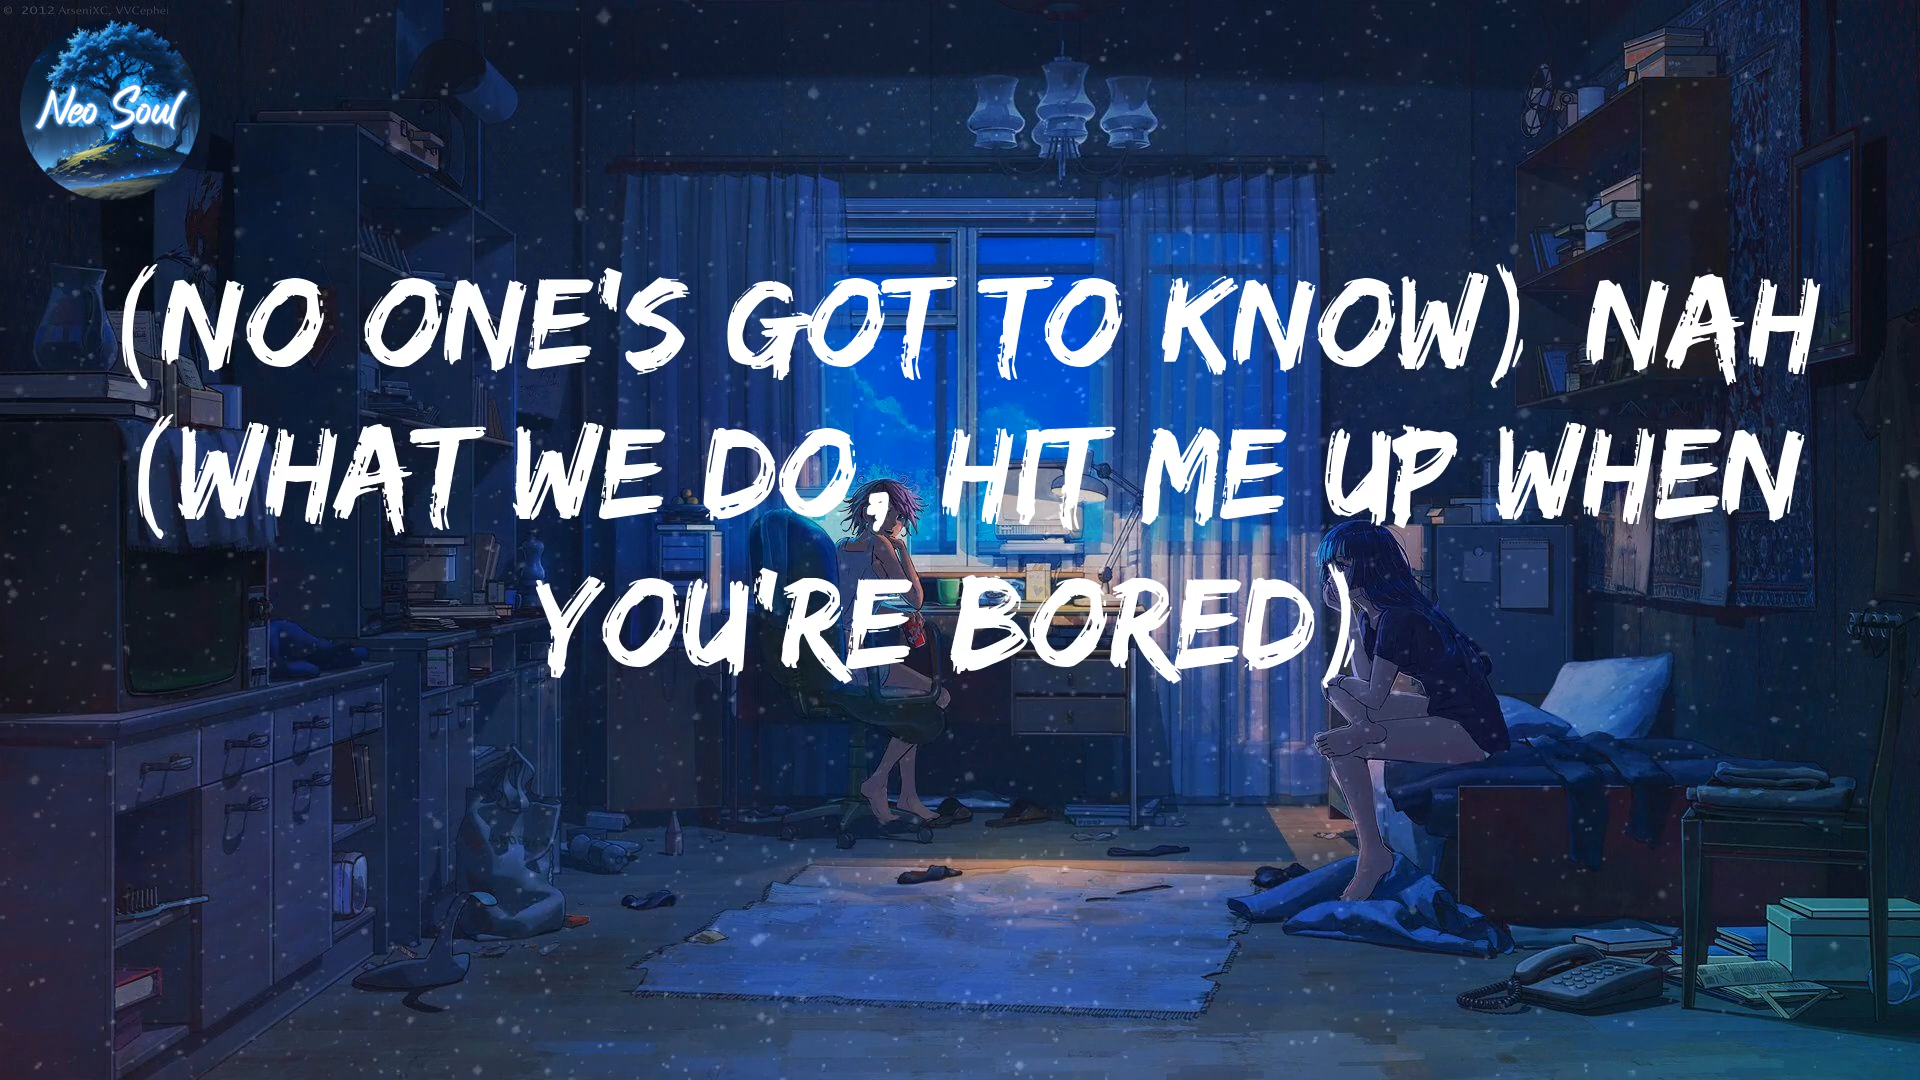 © 2012 ArseniXC, VVCephei
Neo Soul
(NO ONE'S GOT TO KNOW) NAH
(WHAT WE DO, HIT ME UP WHEN
YOU'RE BORED)